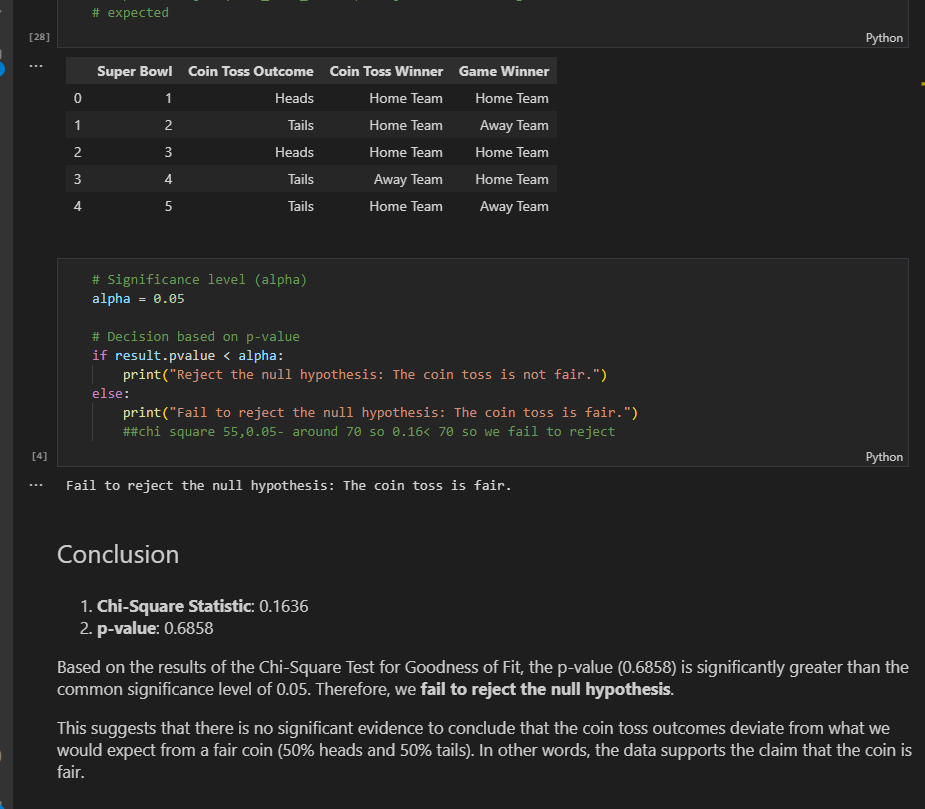 # expected
[28]
Python
... Super Bowl Coin Toss Outcome Coin Toss Winner Game Winner
0 1 Heads Home Team Home Team
1 2 Tails Home Team Away Team
2 3 Heads Home Team Home Team
3 4 Tails Away Team Home Team
4 5 Tails Home Team Away Team
# Significance level (alpha)
alpha = 0.05
# Decision based on p-value
if result.pvalue < alpha:
print("Reject the null hypothesis: The coin toss is not fair.")
else:
print("Fail to reject the null hypothesis: The coin toss is fair.")
##chi square 55,0.05- around 70 so 0.16< 70 so we fail to reject
[4]
Python
... Fail to reject the null hypothesis: The coin toss is fair.
Conclusion
1. Chi-Square Statistic: 0.1636
2. p-value: 0.6858
Based on the results of the Chi-Square Test for Goodness of Fit, the p-value (0.6858) is significantly greater than the
common significance level of 0.05. Therefore, we fail to reject the null hypothesis.
This suggests that there is no significant evidence to conclude that the coin toss outcomes deviate from what we
would expect from a fair coin (50% heads and 50% tails). In other words, the data supports the claim that the coin is
fair.